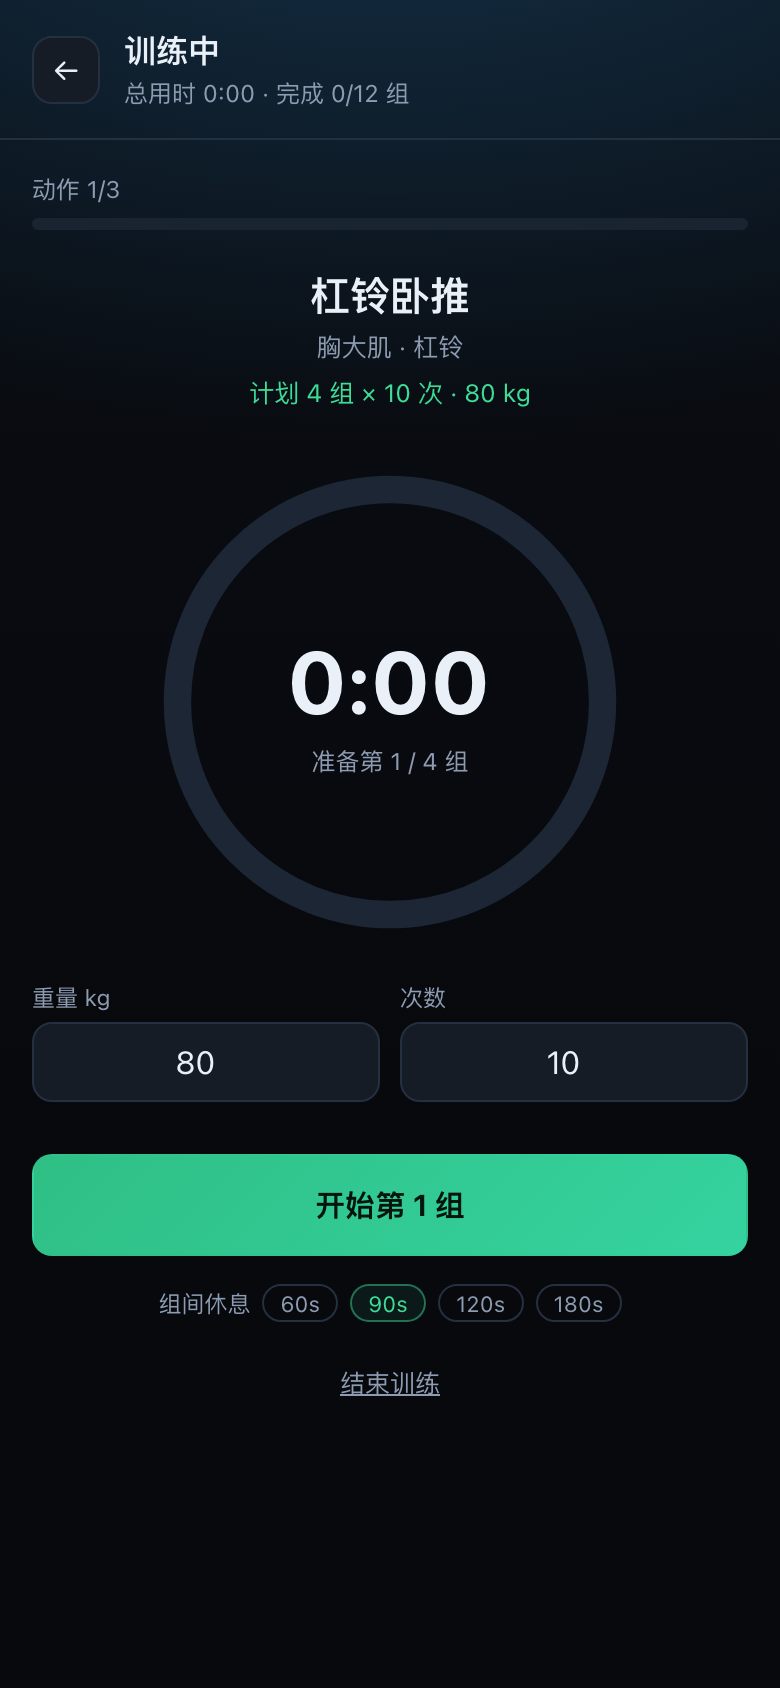 训练中
总用时 0:00 · 完成 0/12 组
动作 1/3
杠铃卧推
胸大肌 · 杠铃
计划 4 组 × 10 次 · 80 kg
0:00
准备第 1 / 4 组
重量 kg
次数
80
10
开始第 1 组
组间休息 60s 90s 120s 180s
结束训练